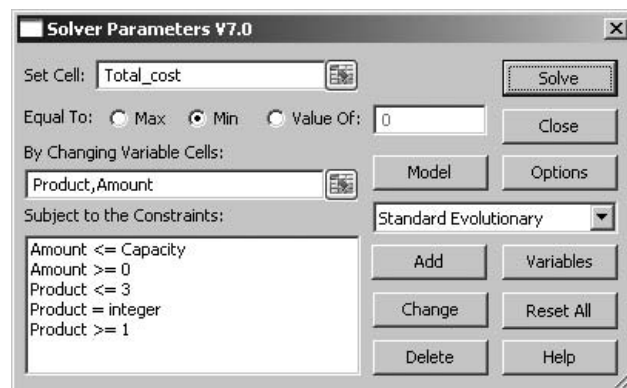 Solver Parameters V7.0
Set Cell: Total_cost
Solve
Equal To: Max Min Value Of: 0
Close
By Changing Variable Cells:
Product,Amount
Model
Options
Subject to the Constraints:
Standard Evolutionary
Amount <= Capacity
Amount >= 0
Product <= 3
Product = integer
Product >= 1
Add
Variables
Change
Reset All
Delete
Help